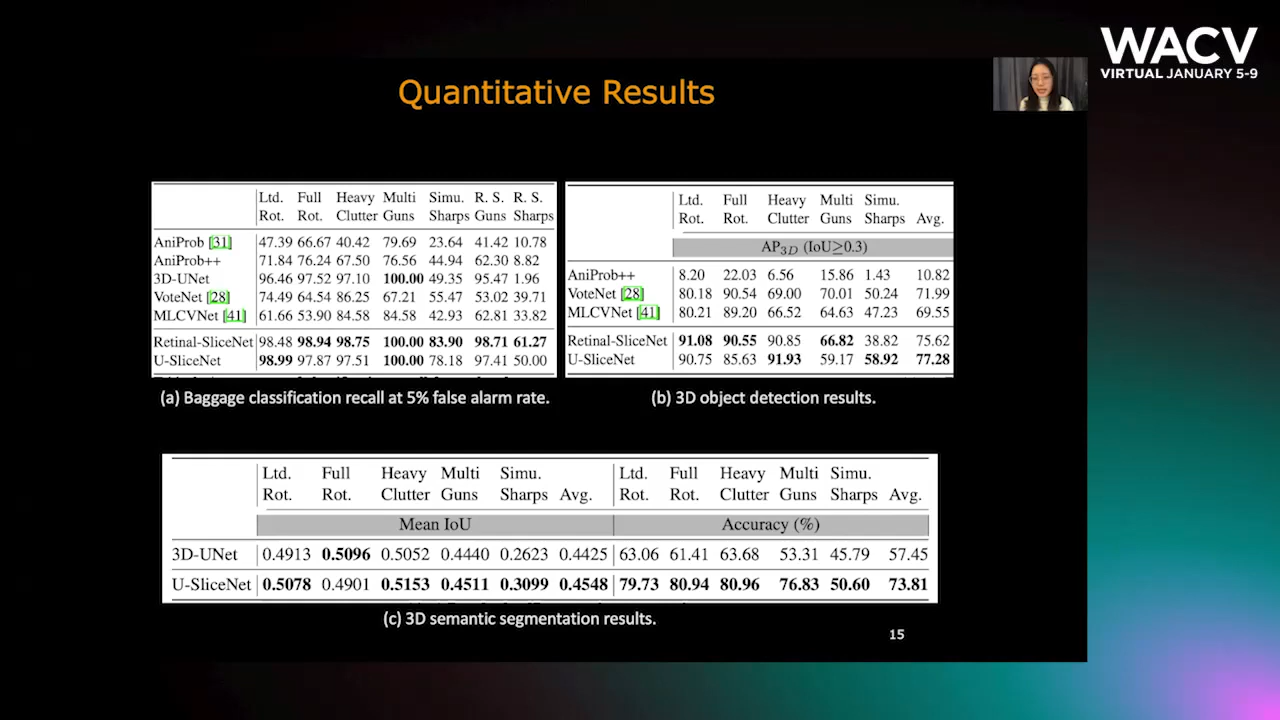 WACV
VIRTUAL JANUARY 5-9
Quantitative Results
Ltd. Full Heavy Multi Simu. R. S. R. S.
Rot. Rot. Clutter Guns Sharps Guns Sharps
AniProb [31] 47.39 66.67 40.42 79.69 23.64 41.42 10.78
AniProb++ 71.84 76.24 67.50 76.56 44.94 62.30 8.82
3D-UNet 96.46 97.52 97.10 100.00 49.35 95.47 1.96
VoteNet [28] 74.49 64.54 86.25 67.21 55.47 53.02 39.71
MLCVNet [41] 61.66 53.90 84.58 84.58 42.93 62.81 33.82
Retinal-SliceNet 98.48 98.94 98.75 100.00 83.90 98.71 61.27
U-SliceNet 98.99 97.87 97.51 100.00 78.18 97.41 50.00
(a) Baggage classification recall at 5% false alarm rate.
Ltd. Full Heavy Multi Simu.
Rot. Rot. Clutter Guns Sharps Avg.
AP3D (IoU≥0.3)
AniProb++ 8.20 22.03 6.56 15.86 1.43 10.82
VoteNet [28] 80.18 90.54 69.00 70.01 50.24 71.99
MLCVNet [41] 80.21 89.20 66.52 64.63 47.23 69.55
Retinal-SliceNet 91.08 90.55 90.85 66.82 38.82 75.62
U-SliceNet 90.75 85.63 91.93 59.17 58.92 77.28
(b) 3D object detection results.
Ltd. Full Heavy Multi Simu. Ltd. Full Heavy Multi Simu.
Rot. Rot. Clutter Guns Sharps Avg. Rot. Rot. Clutter Guns Sharps Avg.
Mean IoU Accuracy (%)
3D-UNet 0.4913 0.5096 0.5052 0.4440 0.2623 0.4425 63.06 61.41 63.68 53.31 45.79 57.45
U-SliceNet 0.5078 0.4901 0.5153 0.4511 0.3099 0.4548 79.73 80.94 80.96 76.83 50.60 73.81
(c) 3D semantic segmentation results.
15